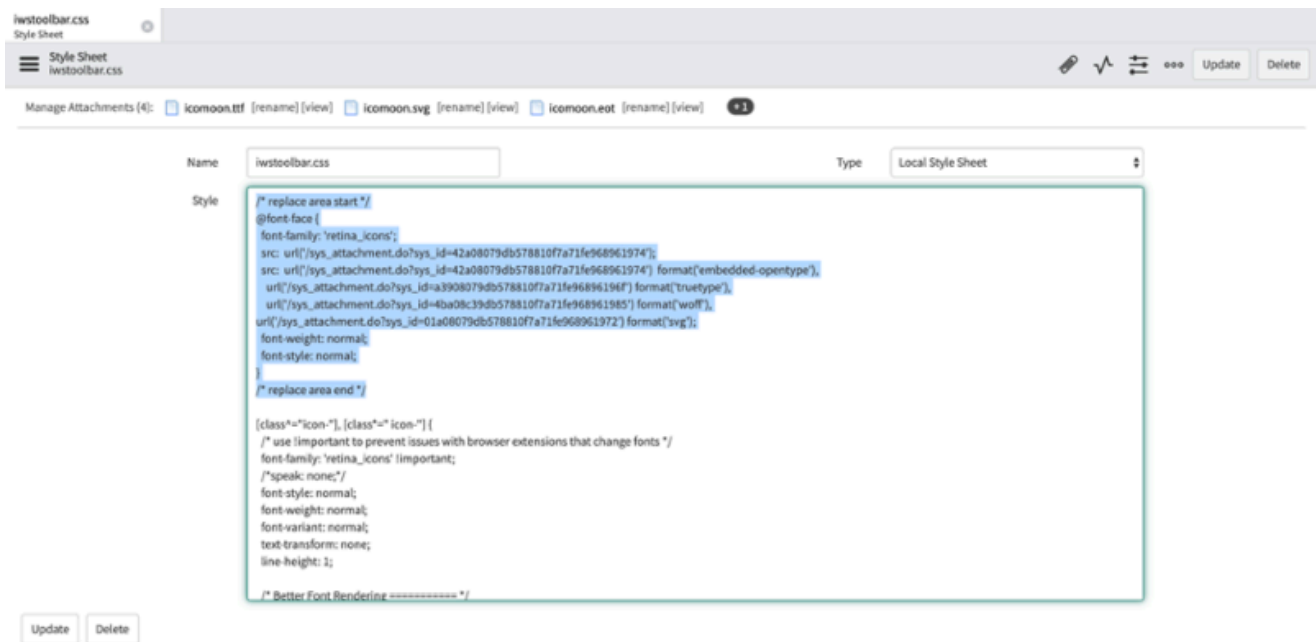 iwstoolbar.css
Style Sheet
Style Sheet
iwstoolbar.css
Update Delete
Manage Attachments (4): icomoon.ttf [rename] [view] icomoon.svg [rename] [view] icomoon.eot [rename] [view] +1
Name iwstoolbar.css Type Local Style Sheet
Style
/* replace area start */
@font-face {
font-family: 'retina_icons';
src: url('/sys_attachment.do?sys_id=42a08079db578810f7a71fe968961974');
src: url('/sys_attachment.do?sys_id=42a08079db578810f7a71fe968961974') format('embedded-opentype'),
url('/sys_attachment.do?sys_id=a3908079db578810f7a71fe96896196f') format('truetype'),
url('/sys_attachment.do?sys_id=4ba08c39db578810f7a71fe968961985') format('woff'),
url('/sys_attachment.do?sys_id=01a08079db578810f7a71fe968961972') format('svg');
font-weight: normal;
font-style: normal;
}
/* replace area end */
[class^="icon-"], [class*=" icon-"] {
/* use !important to prevent issues with browser extensions that change fonts */
font-family: 'retina_icons' !important;
/*speak: none;*/
font-style: normal;
font-weight: normal;
font-variant: normal;
text-transform: none;
line-height: 1;
/* Better Font Rendering =========== */
Update Delete